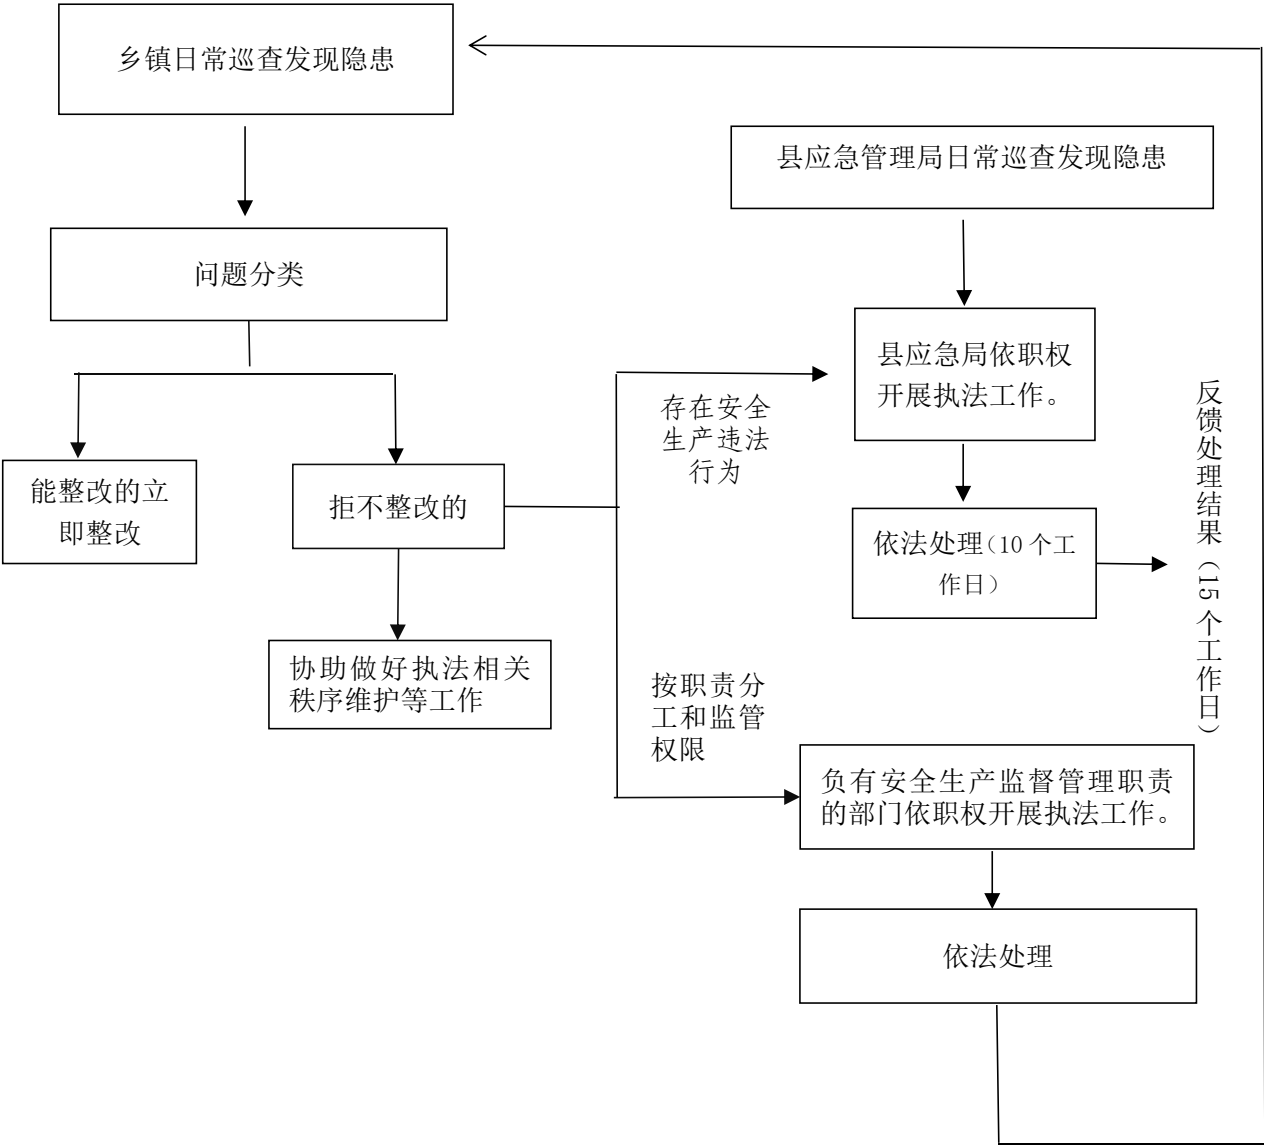 乡镇日常巡查发现隐患
县应急管理局日常巡查发现隐患
问题分类
县应急局依职权
开展执法工作。
存在安全
生产违法
行为
能整改的立
即整改
拒不整改的
依法处理（10 个工
作日）
反馈处理结果（15 个工作日）
协助做好执法相关
秩序维护等工作
按职责分
工和监管
权限
负有安全生产监督管理职责
的部门依职权开展执法工作。
依法处理